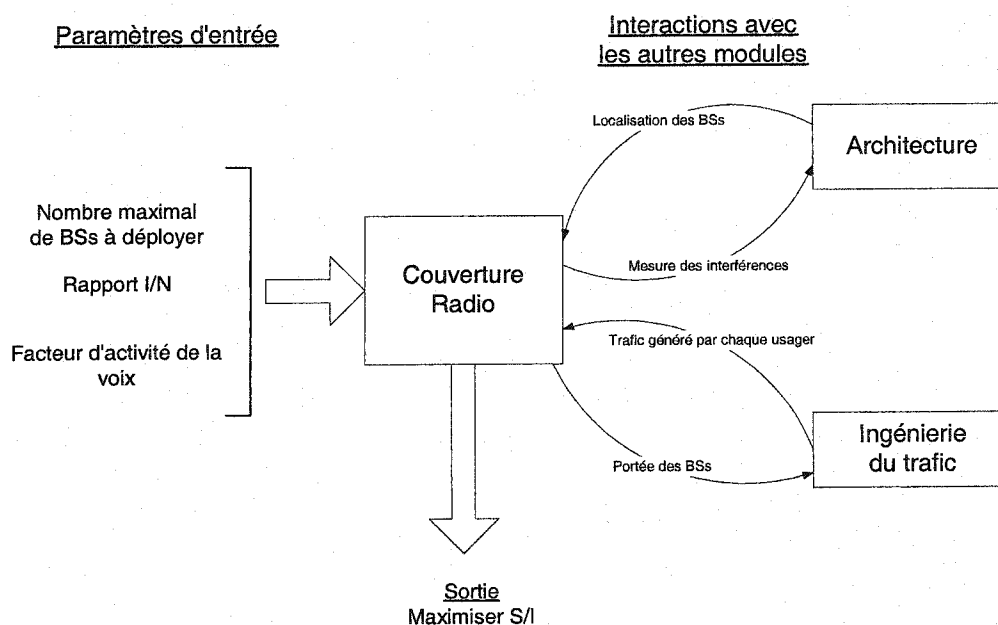 Paramètres d'entrée
Interactions avec
les autres modules
Nombre maximal
de BSs à déployer
Rapport I/N
Facteur d'activité de la
voix
Couverture
Radio
Localisation des BSs
Architecture
Mesure des interférences
Trafic généré par chaque usager
Ingénierie
du trafic
Portée des BSs
Sortie
Maximiser S/I